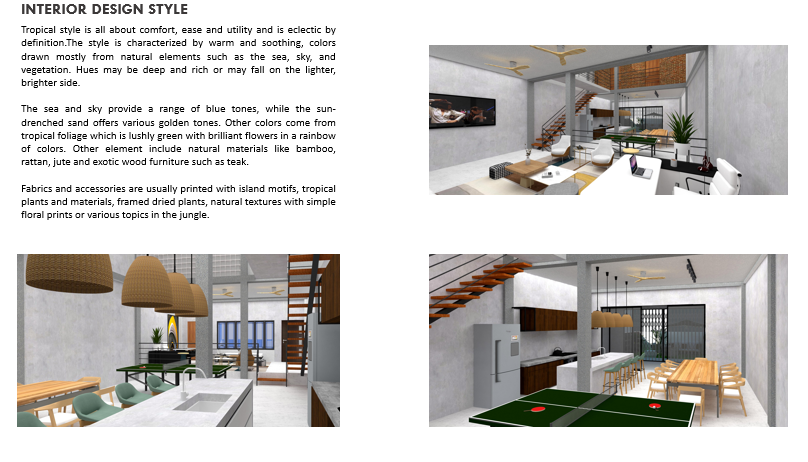 INTERIOR DESIGN STYLE
Tropical style is all about comfort, ease and utility and is eclectic by
definition.The style is characterized by warm and soothing, colors
drawn mostly from natural elements such as the sea, sky, and
vegetation. Hues may be deep and rich or may fall on the lighter,
brighter side.
The sea and sky provide a range of blue tones, while the sun-
drenched sand offers various golden tones. Other colors come from
tropical foliage which is lushly green with brilliant flowers in a rainbow
of colors. Other element include natural materials like bamboo,
rattan, jute and exotic wood furniture such as teak.
Fabrics and accessories are usually printed with island motifs, tropical
plants and materials, framed dried plants, natural textures with simple
floral prints or various topics in the jungle.